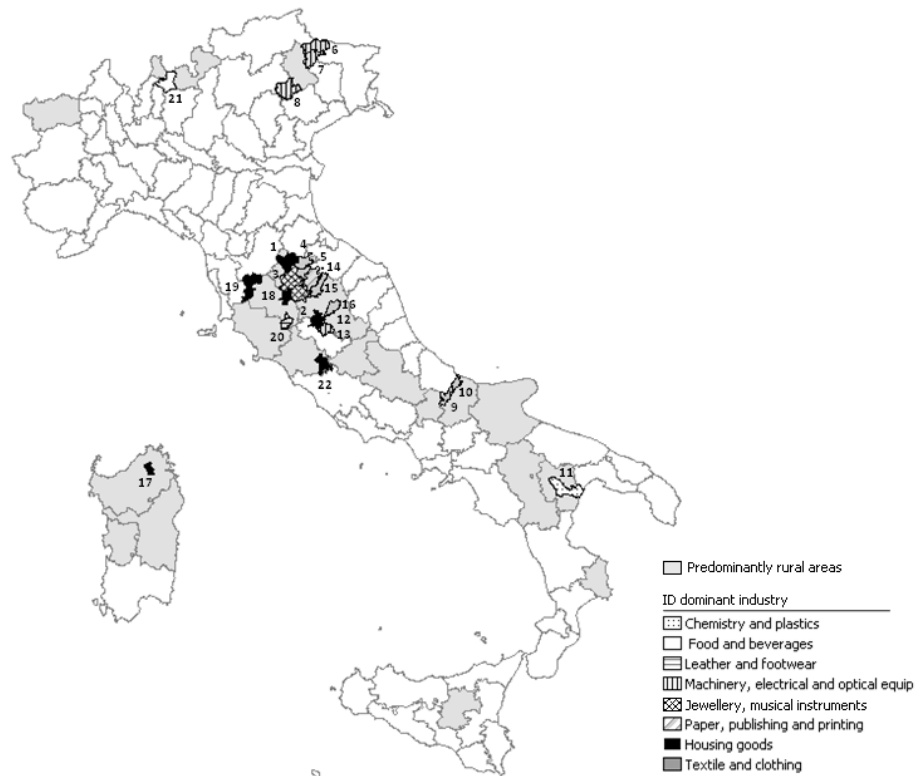 6
7
21
8
1
4
5
3
14
15
19
18
2
16
12
20
13
22
10
9
11
17
Predominantly rural areas
ID dominant industry
Chemistry and plastics
Food and beverages
Leather and footwear
Machinery, electrical and optical equip
Jewellery, musical instruments
Paper, publishing and printing
Housing goods
Textile and clothing